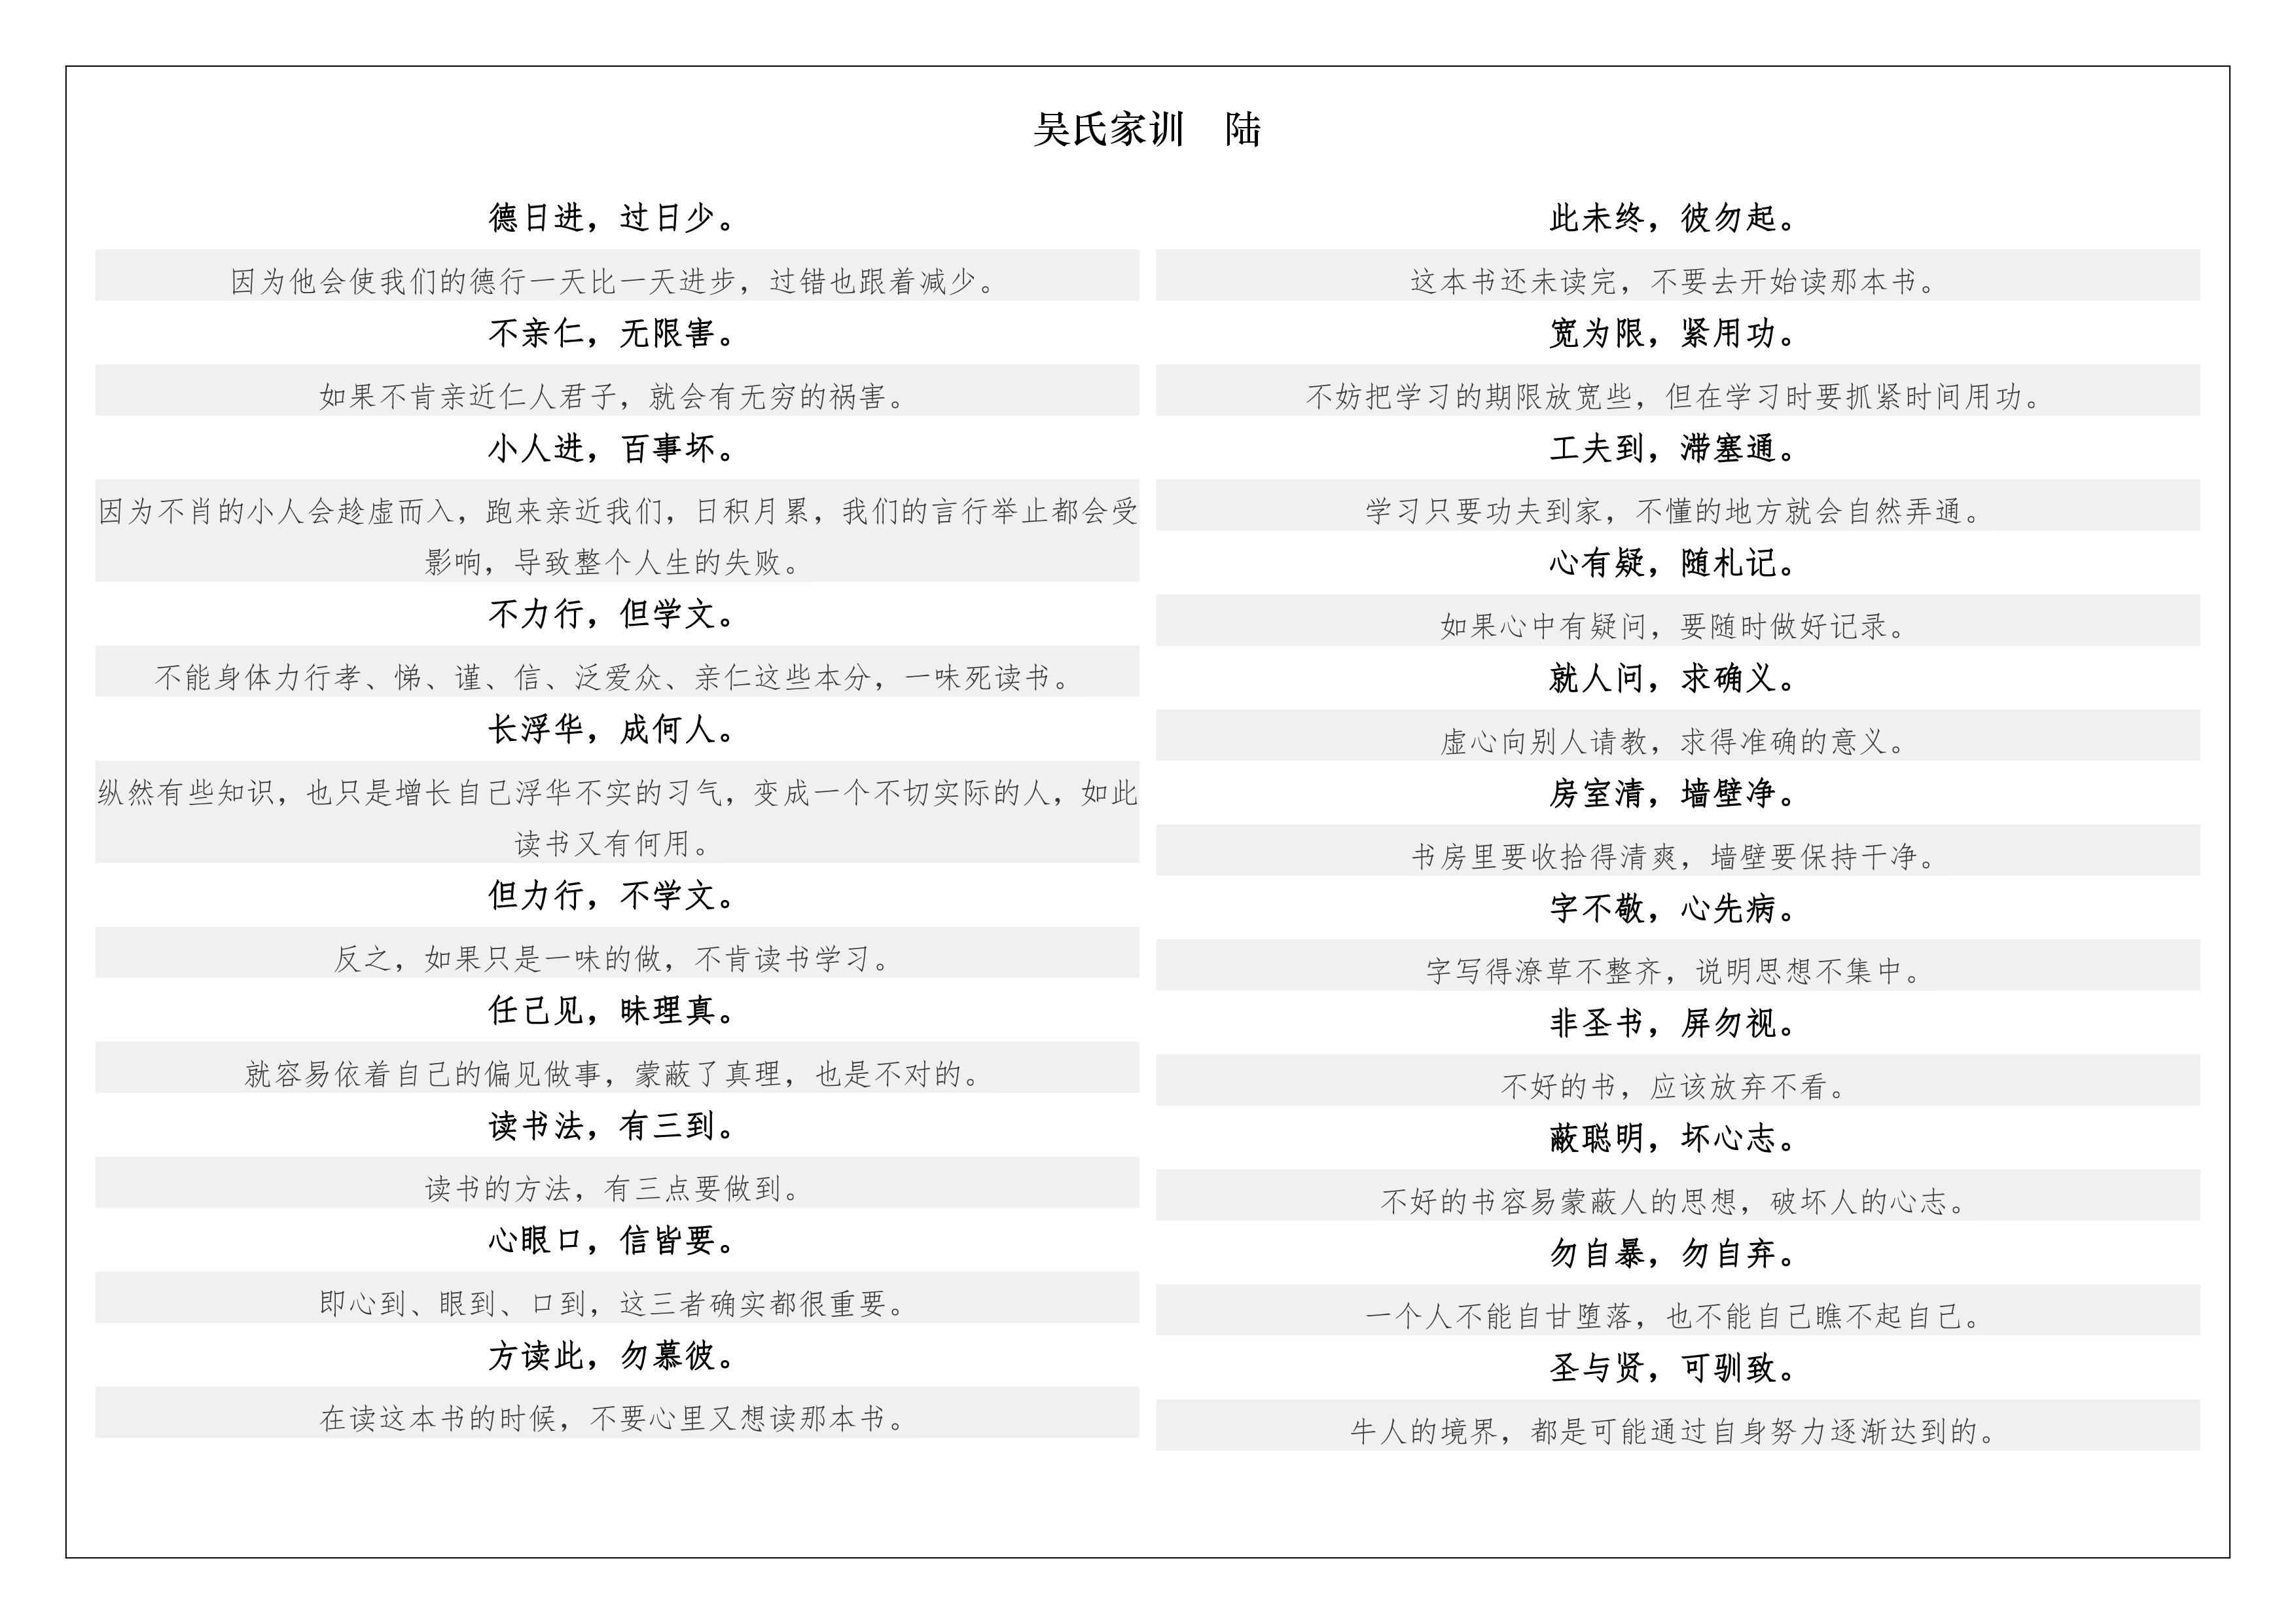 吴氏家训　陆
德日进，过日少。
因为他会使我们的德行一天比一天进步，过错也跟着减少。
不亲仁，无限害。
如果不肯亲近仁人君子，就会有无穷的祸害。
小人进，百事坏。
因为不肖的小人会趁虚而入，跑来亲近我们，日积月累，我们的言行举止都会受
影响，导致整个人生的失败。
不力行，但学文。
不能身体力行孝、悌、谨、信、泛爱众、亲仁这些本分，一味死读书。
长浮华，成何人。
纵然有些知识，也只是增长自己浮华不实的习气，变成一个不切实际的人，如此
读书又有何用。
但力行，不学文。
反之，如果只是一味的做，不肯读书学习。
任己见，昧理真。
就容易依着自己的偏见做事，蒙蔽了真理，也是不对的。
读书法，有三到。
读书的方法，有三点要做到。
心眼口，信皆要。
即心到、眼到、口到，这三者确实都很重要。
方读此，勿慕彼。
在读这本书的时候，不要心里又想读那本书。
此未终，彼勿起。
这本书还未读完，不要去开始读那本书。
宽为限，紧用功。
不妨把学习的期限放宽些，但在学习时要抓紧时间用功。
工夫到，滞塞通。
学习只要功夫到家，不懂的地方就会自然弄通。
心有疑，随札记。
如果心中有疑问，要随时做好记录。
就人问，求确义。
虚心向别人请教，求得准确的意义。
房室清，墙壁净。
书房里要收拾得清爽，墙壁要保持干净。
字不敬，心先病。
字写得潦草不整齐，说明思想不集中。
非圣书，屏勿视。
不好的书，应该放弃不看。
蔽聪明，坏心志。
不好的书容易蒙蔽人的思想，破坏人的心志。
勿自暴，勿自弃。
一个人不能自甘堕落，也不能自己瞧不起自己。
圣与贤，可驯致。
牛人的境界，都是可能通过自身努力逐渐达到的。